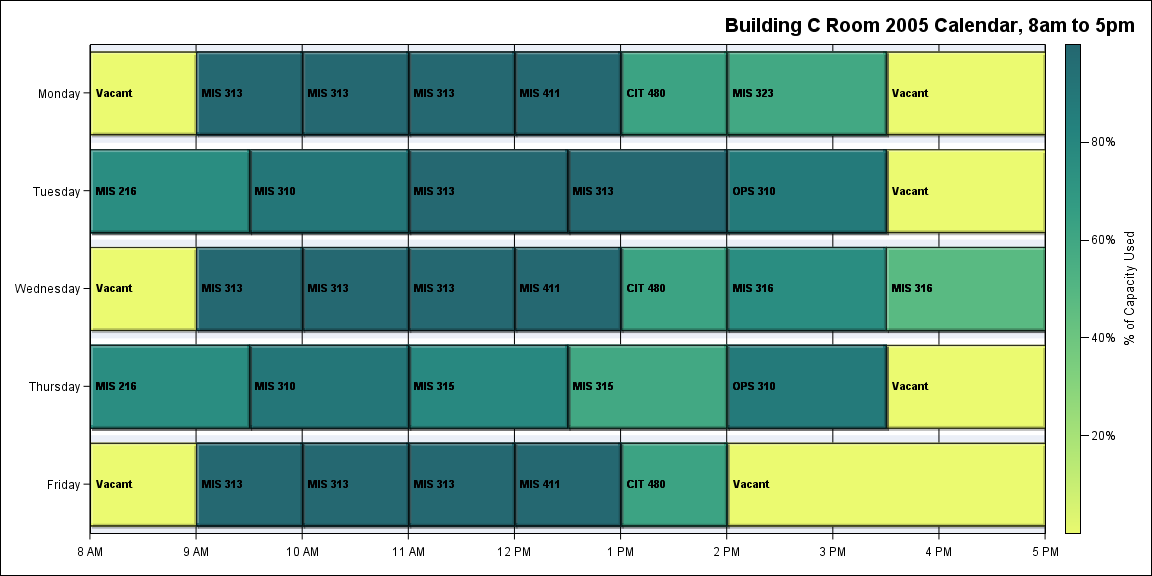 Building C Room 2005 Calendar, 8am to 5pm
Monday
Vacant
MIS 313
MIS 313
MIS 313
MIS 411
CIT 480
MIS 323
Vacant
Tuesday
MIS 216
MIS 310
MIS 313
MIS 313
OPS 310
Vacant
Wednesday
Vacant
MIS 313
MIS 313
MIS 313
MIS 411
CIT 480
MIS 316
MIS 316
Thursday
MIS 216
MIS 310
MIS 315
MIS 315
OPS 310
Vacant
Friday
Vacant
MIS 313
MIS 313
MIS 313
MIS 411
CIT 480
Vacant
8 AM
9 AM
10 AM
11 AM
12 PM
1 PM
2 PM
3 PM
4 PM
5 PM
80%
60%
40%
20%
% of Capacity Used